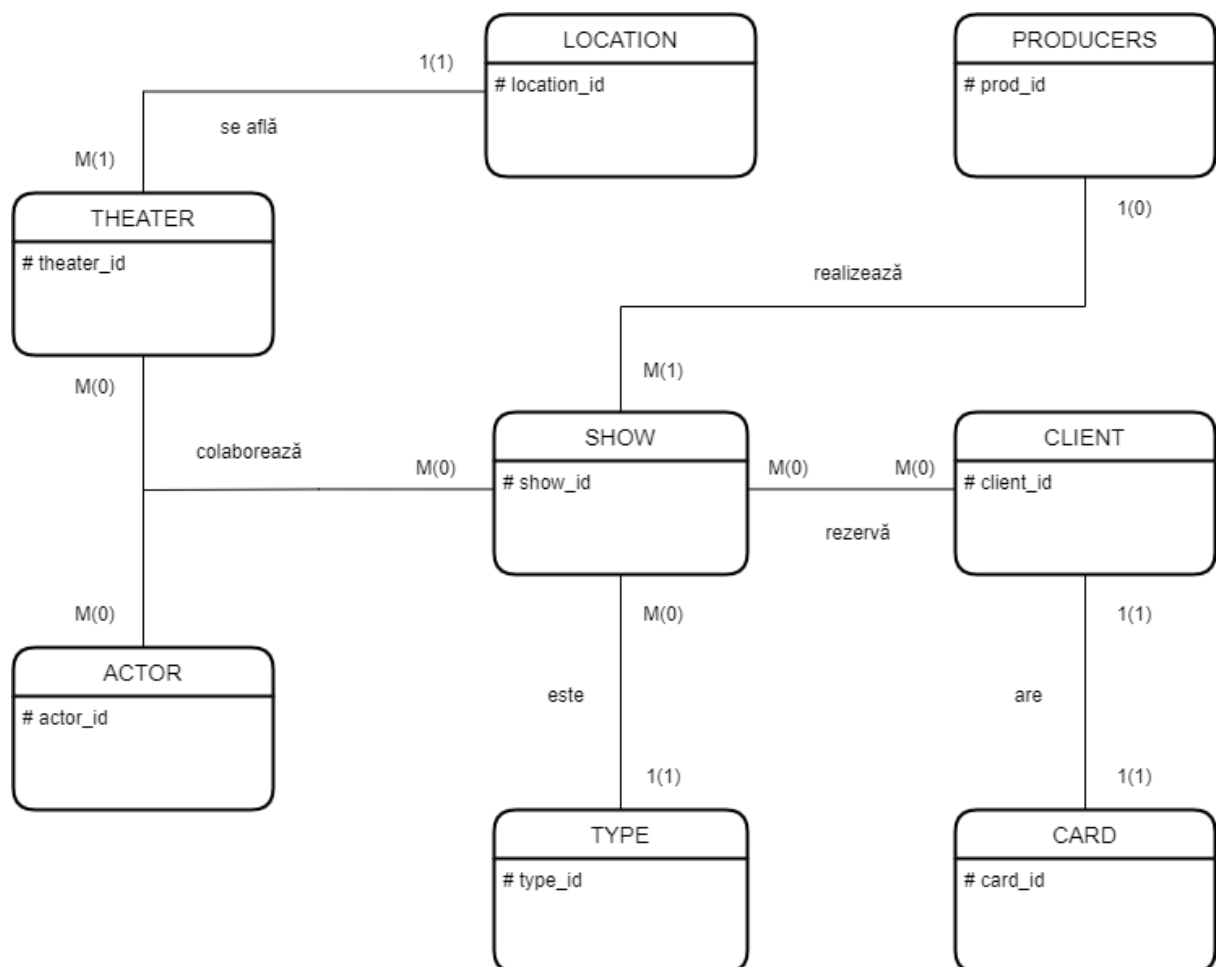 LOCATION
# location_id
PRODUCERS
# prod_id
1(1)
se află
M(1)
THEATER
# theater_id
1(0)
realizează
M(0)
M(1)
colaborează
M(0)
SHOW
# show_id
M(0)
M(0)
rezervă
CLIENT
# client_id
M(0)
ACTOR
# actor_id
M(0)
este
1(1)
1(1)
are
1(1)
TYPE
# type_id
CARD
# card_id